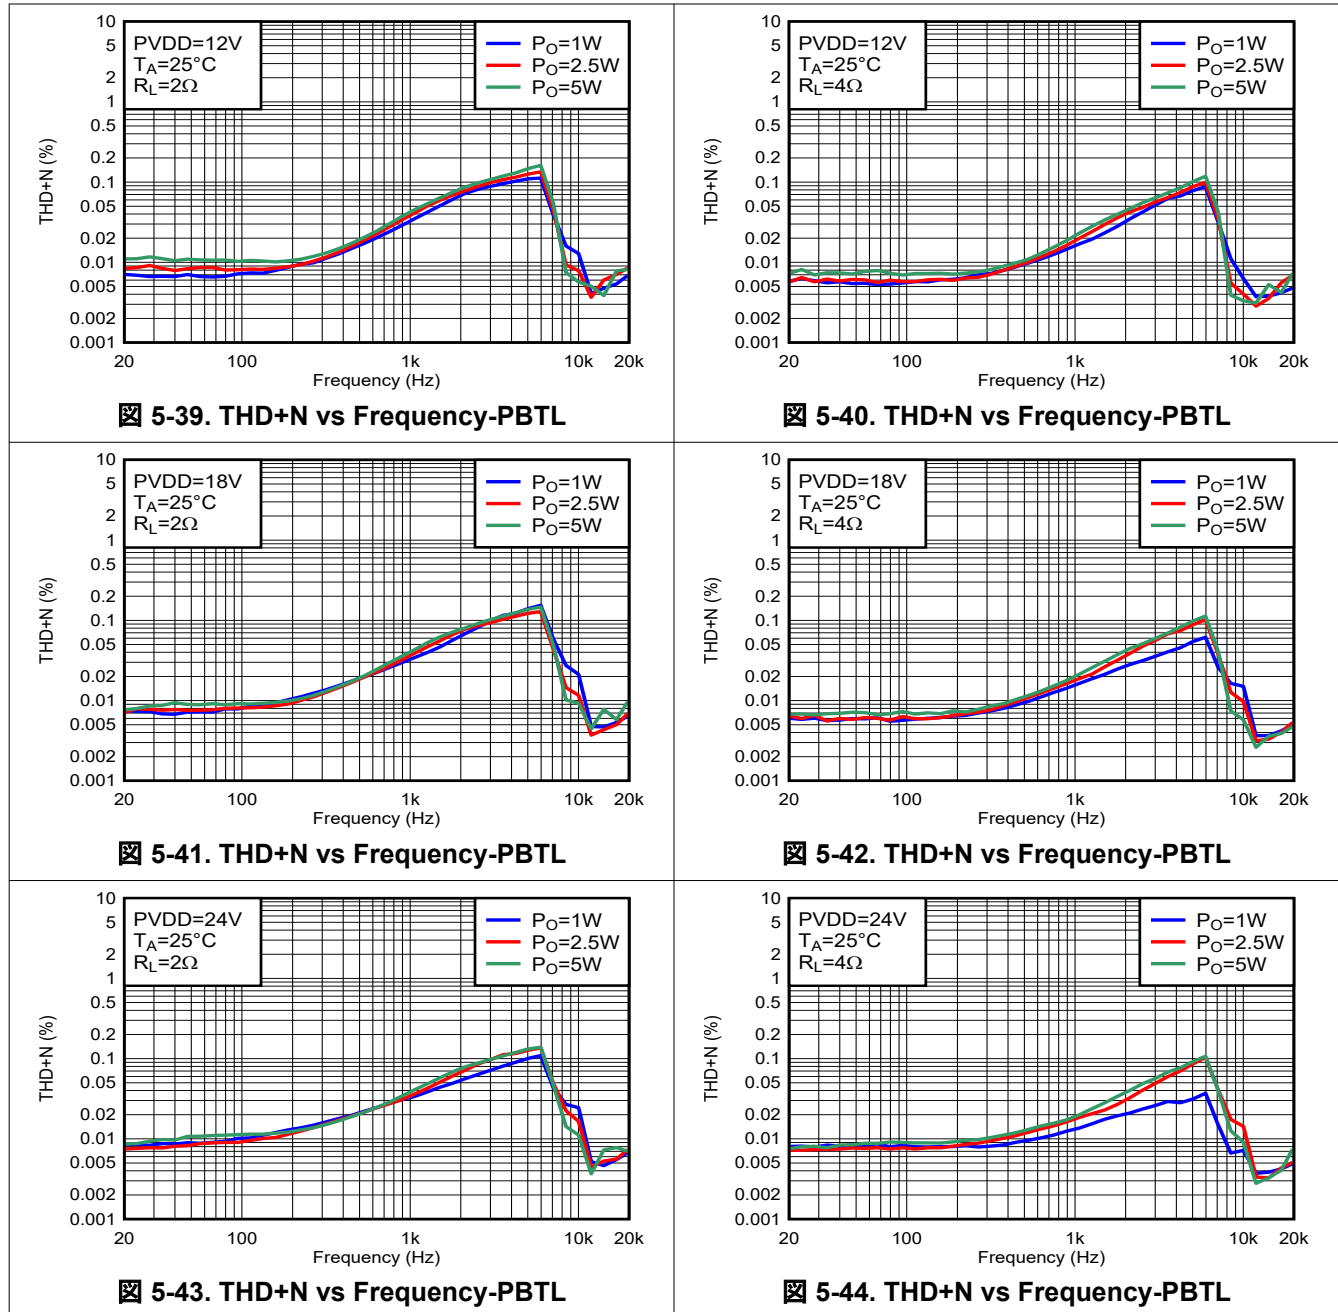 10
5
2
1
0.5
0.2
0.1
0.05
0.02
0.01
0.005
0.002
0.001
THD+N (%)
PVDD=12V
TA=25°C
RL=2Ω
PO=1W
PO=2.5W
PO=5W
20 100 1k 10k 20k
Frequency (Hz)
図 5-39. THD+N vs Frequency-PBTL
10
5
2
1
0.5
0.2
0.1
0.05
0.02
0.01
0.005
0.002
0.001
THD+N (%)
PVDD=12V
TA=25°C
RL=4Ω
PO=1W
PO=2.5W
PO=5W
20 100 1k 10k 20k
Frequency (Hz)
図 5-40. THD+N vs Frequency-PBTL
10
5
2
1
0.5
0.2
0.1
0.05
0.02
0.01
0.005
0.002
0.001
THD+N (%)
PVDD=18V
TA=25°C
RL=2Ω
PO=1W
PO=2.5W
PO=5W
20 100 1k 10k 20k
Frequency (Hz)
図 5-41. THD+N vs Frequency-PBTL
10
5
2
1
0.5
0.2
0.1
0.05
0.02
0.01
0.005
0.002
0.001
THD+N (%)
PVDD=18V
TA=25°C
RL=4Ω
PO=1W
PO=2.5W
PO=5W
20 100 1k 10k 20k
Frequency (Hz)
図 5-42. THD+N vs Frequency-PBTL
10
5
2
1
0.5
0.2
0.1
0.05
0.02
0.01
0.005
0.002
0.001
THD+N (%)
PVDD=24V
TA=25°C
RL=2Ω
PO=1W
PO=2.5W
PO=5W
20 100 1k 10k 20k
Frequency (Hz)
図 5-43. THD+N vs Frequency-PBTL
10
5
2
1
0.5
0.2
0.1
0.05
0.02
0.01
0.005
0.002
0.001
THD+N (%)
PVDD=24V
TA=25°C
RL=4Ω
PO=1W
PO=2.5W
PO=5W
20 100 1k 10k 20k
Frequency (Hz)
図 5-44. THD+N vs Frequency-PBTL